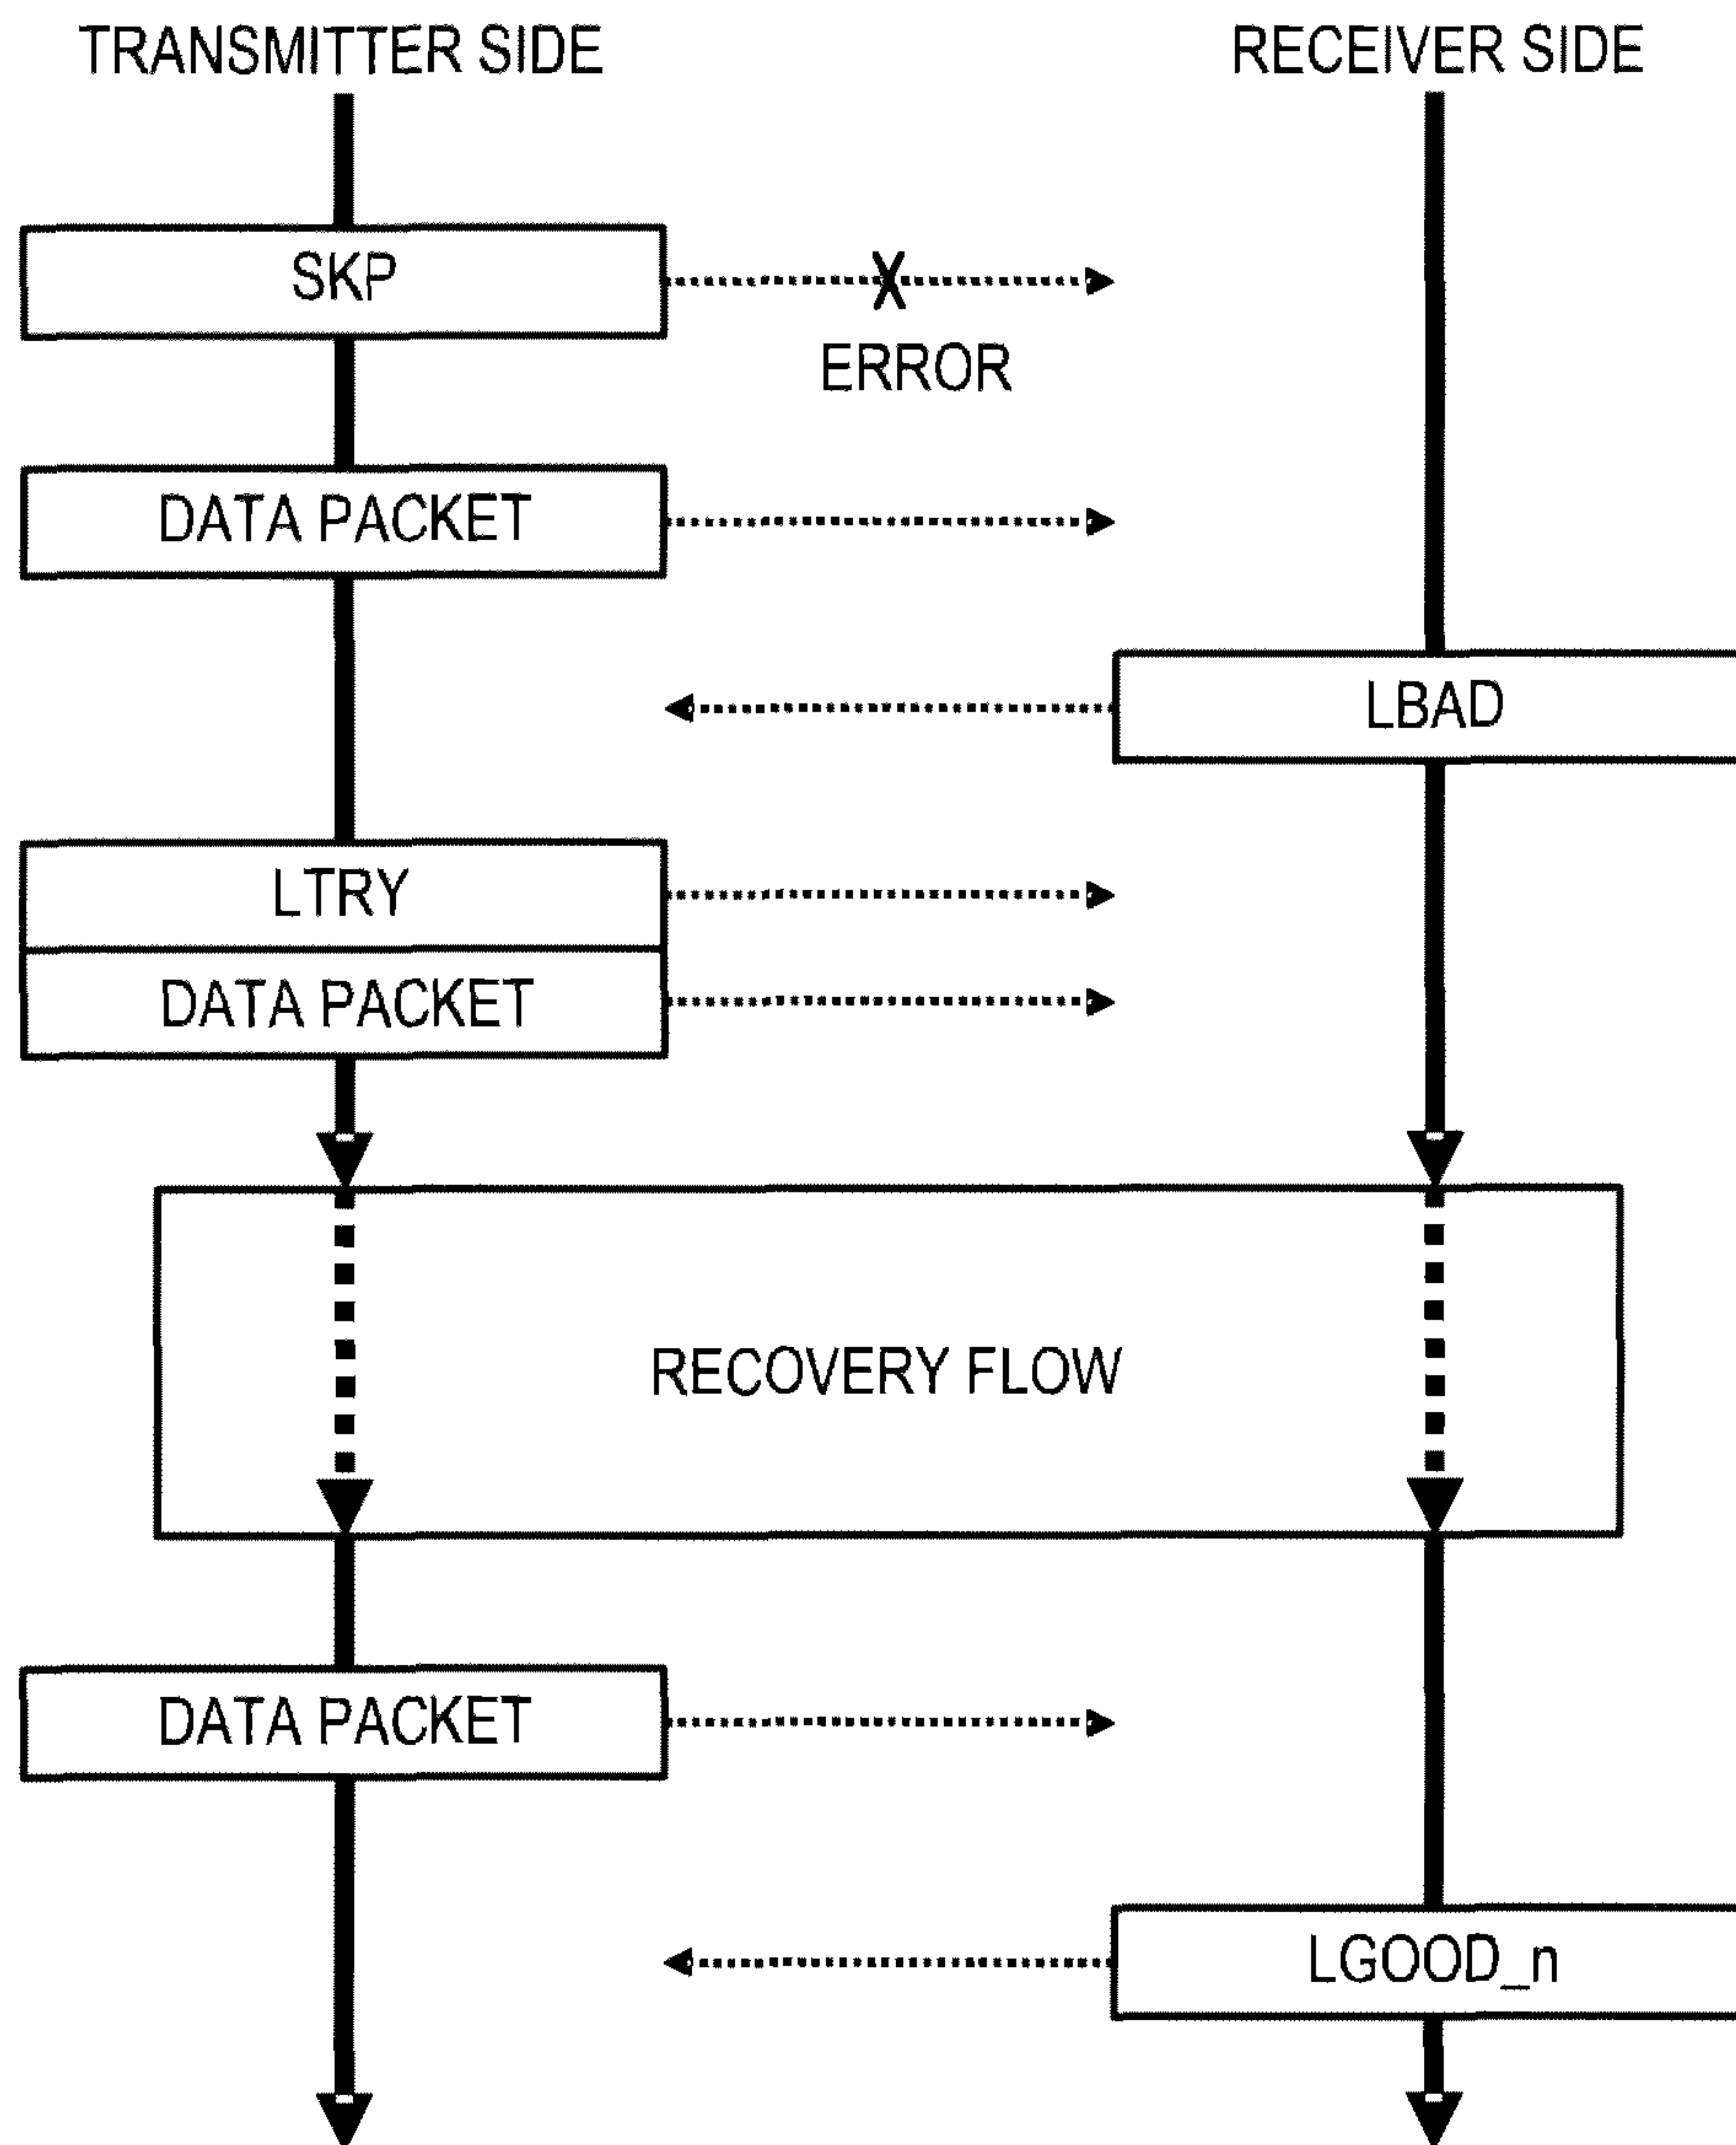 TRANSMITTER SIDE
RECEIVER SIDE
SKP
X
ERROR
DATA PACKET
LBAD
LTRY
DATA PACKET
RECOVERY FLOW
DATA PACKET
LGOOD_n